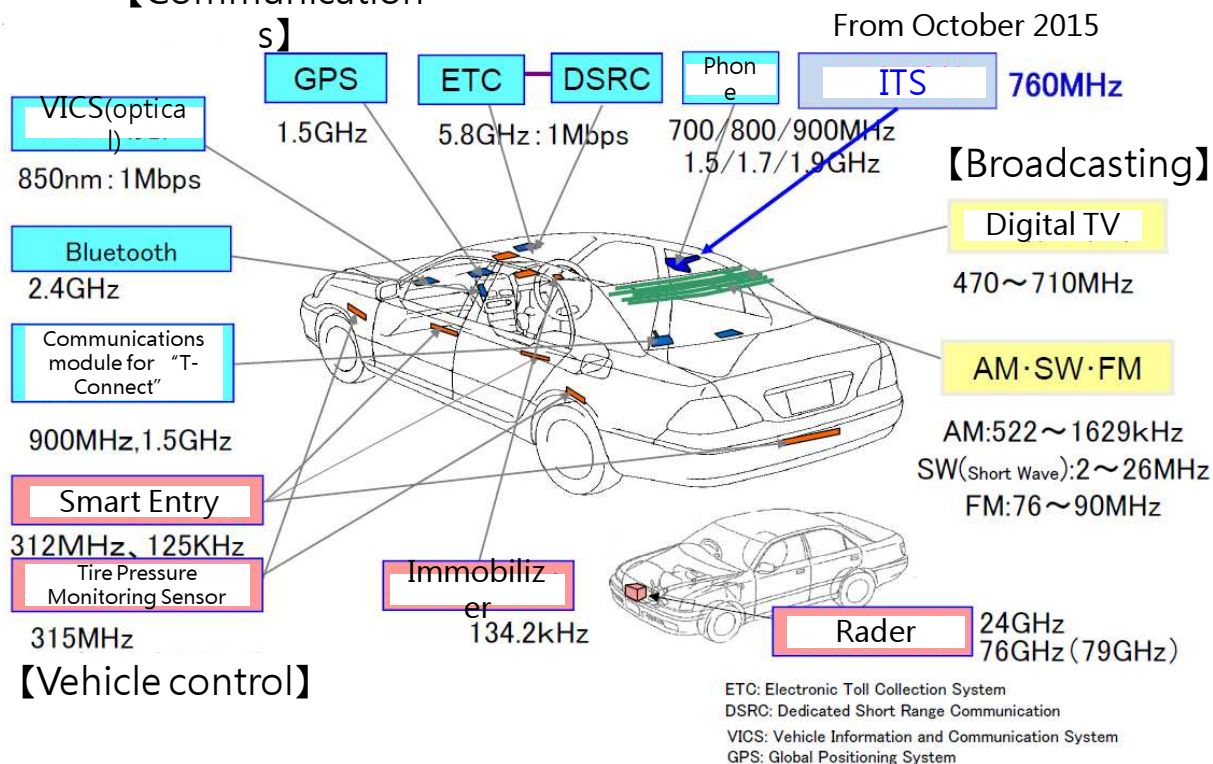 【Communication
s】
From October 2015
GPS
ETC
DSRC
Phon
e
ITS
760MHz
VICS(optica
l)
1.5GHz
5.8GHz:1Mbps
700/800/900MHz
1.5/1.7/1.9GHz
850nm:1Mbps
【Broadcasting】
Digital TV
470～710MHz
Bluetooth
2.4GHz
Communications
module for “T-
Connect”
900MHz,1.5GHz
AM･SW･FM
AM:522～1629kHz
SW(Short Wave):2～26MHz
FM:76～90MHz
Smart Entry
312MHz、125KHz
Tire Pressure
Monitoring Sensor
315MHz
Immobiliz
er
134.2kHz
Rader
24GHz
76GHz(79GHz)
【Vehicle control】
ETC: Electronic Toll Collection System
DSRC: Dedicated Short Range Communication
VICS: Vehicle Information and Communication System
GPS: Global Positioning System